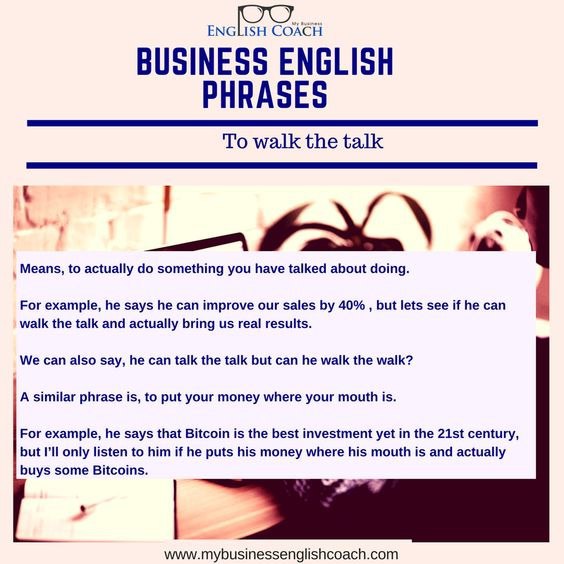 My Business
ENGLISH COACH
BUSINESS ENGLISH
PHRASES
To walk the talk
Means, to actually do something you have talked about doing.
For example, he says he can improve our sales by 40% , but lets see if he can
walk the talk and actually bring us real results.
We can also say, he can talk the talk but can he walk the walk?
A similar phrase is, to put your money where your mouth is.
For example, he says that Bitcoin is the best investment yet in the 21st century,
but I'll only listen to him if he puts his money where his mouth is and actually
buys some Bitcoins.
www.mybusinessenglishcoach.com